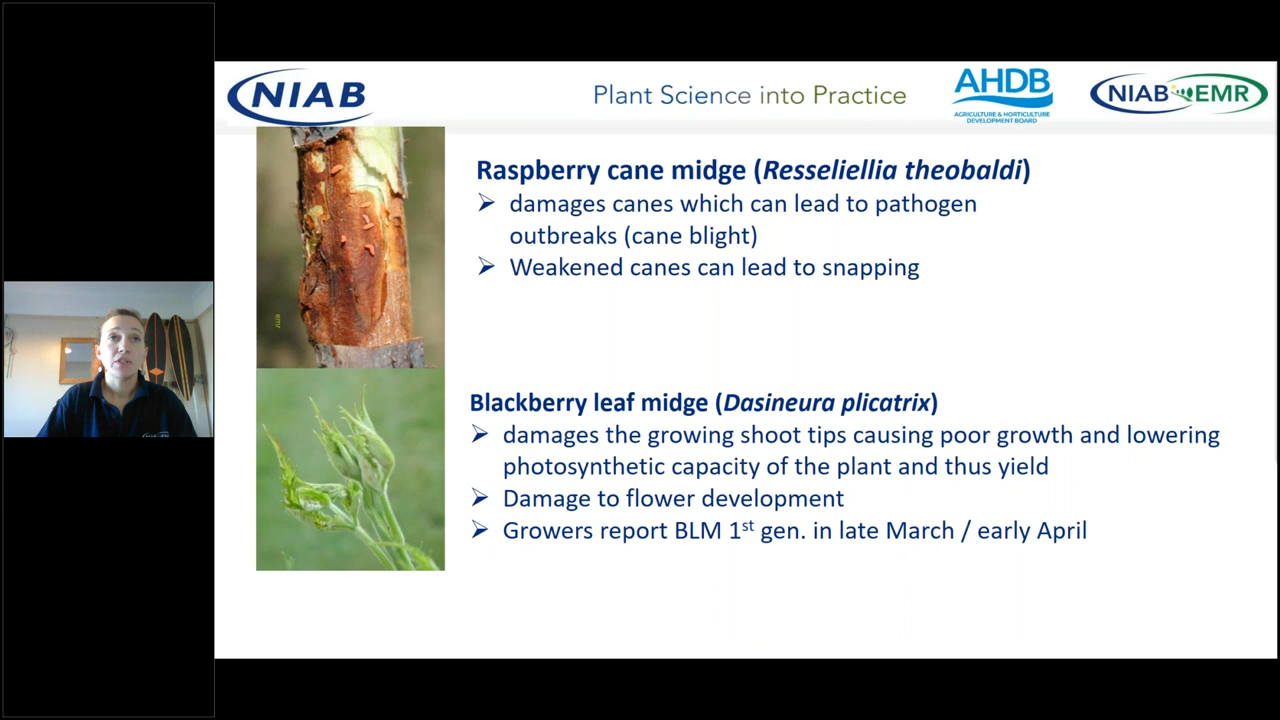 NIAB
Plant Science into Practice
AHDB
AGRICULTURE & HORTICULTURE
DEVELOPMENT BOARD
NIAB EMR
Raspberry cane midge (Resseliellia theobaldi)
➢ damages canes which can lead to pathogen
outbreaks (cane blight)
➢ Weakened canes can lead to snapping
emr
Blackberry leaf midge (Dasineura plicatrix)
➢ damages the growing shoot tips causing poor growth and lowering
photosynthetic capacity of the plant and thus yield
➢ Damage to flower development
➢ Growers report BLM 1st gen. in late March / early April